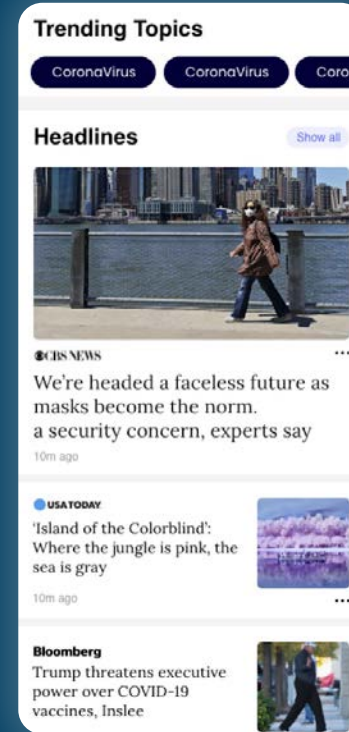 Trending Topics
CoronaVirus CoronaVirus Coro
Headlines Show all
CBS NEWS ...
We're headed a faceless future as
masks become the norm.
a security concern, experts say
10m ago
USA TODAY
'Island of the Colorblind':
Where the jungle is pink, the
sea is gray
10m ago ...
Bloomberg
Trump threatens executive
power over COVID-19
vaccines, Inslee